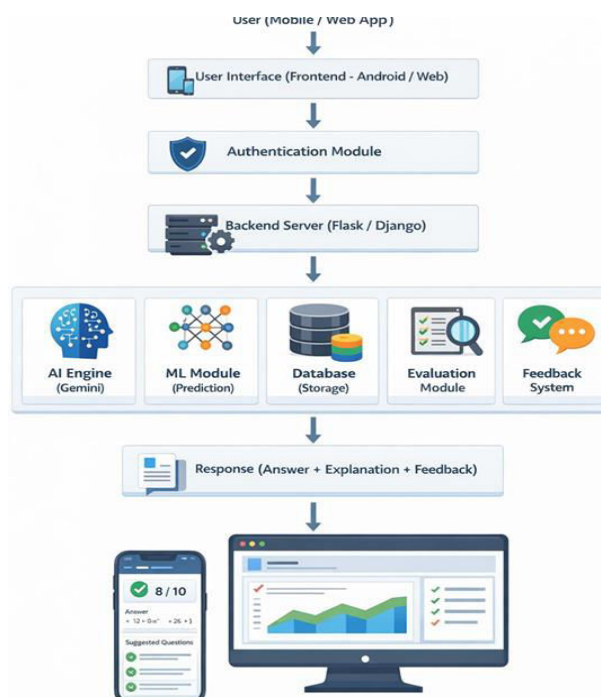 User (Mobile / Web App)
User Interface (Frontend - Android / Web)
Authentication Module
Backend Server (Flask / Django)
AI Engine
(Gemini)
ML Module
(Prediction)
Database
(Storage)
Evaluation
Module
Feedback
System
Response (Answer + Explanation + Feedback)
8 / 10
Answer
Suggested Questions